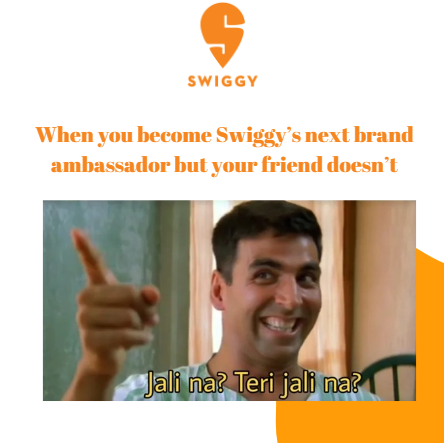 SWIGGY
When you become Swiggy's next brand
ambassador but your friend doesn't
Jali na? Teri jali na?